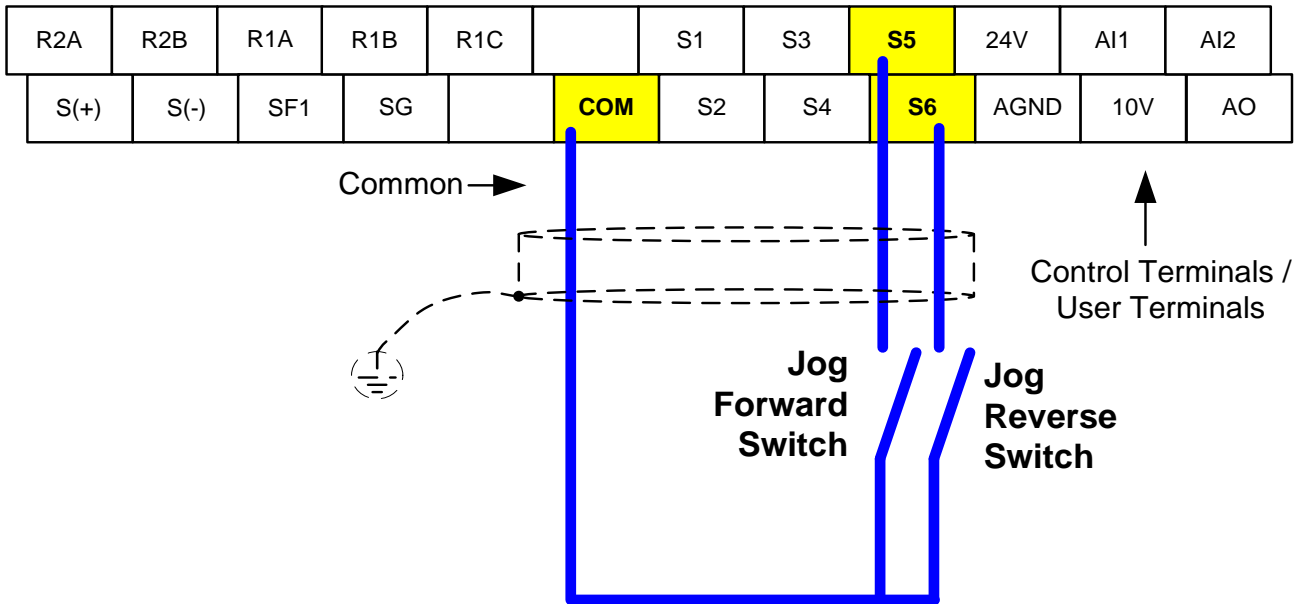 R2A R2B R1A R1B R1C S1 S3 S5 24V AI1 AI2
S(+) S(-) SF1 SG COM S2 S4 S6 AGND 10V AO
Common
Control Terminals /
User Terminals
Jog
Forward
Switch
Jog
Reverse
Switch